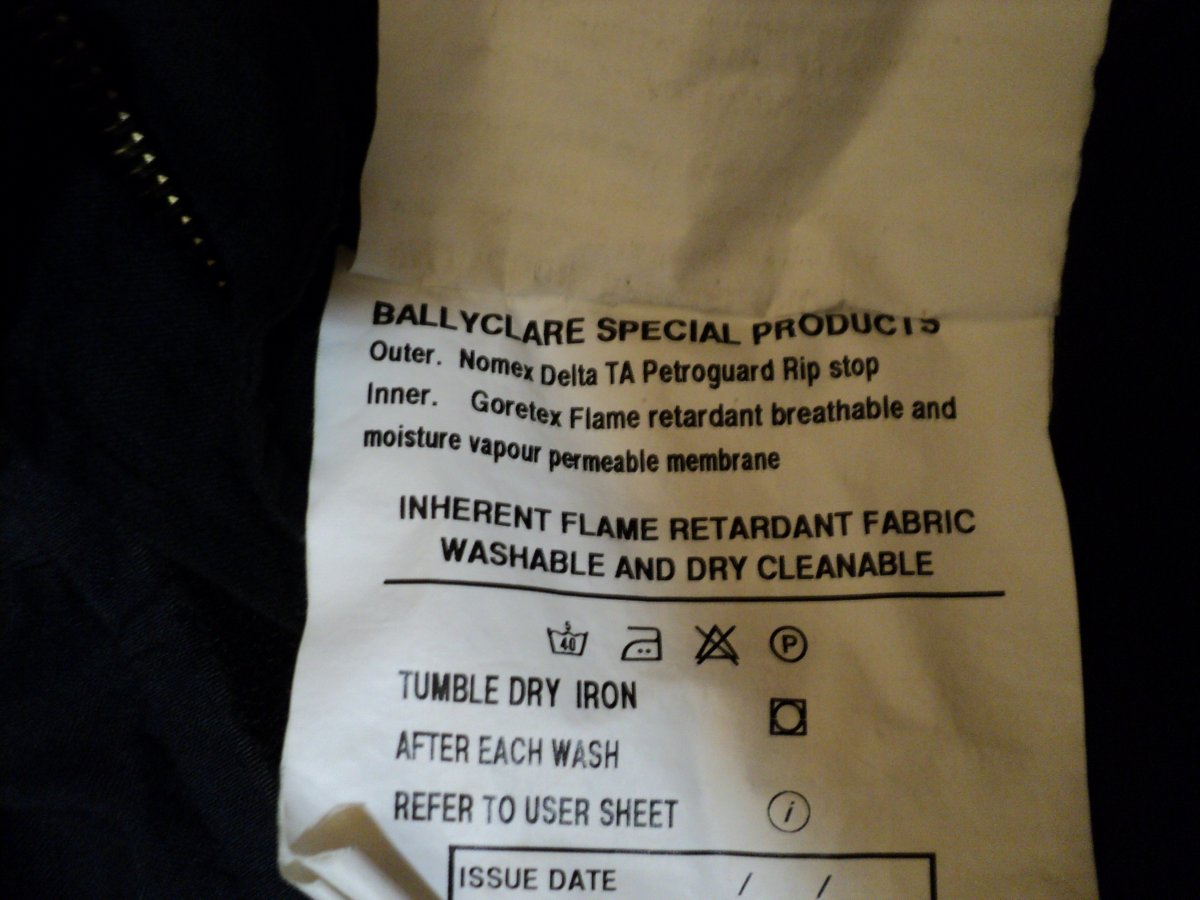 BALLYCLARE SPECIAL PRODUCTS
Outer. Nomex Delta TA Petroguard Rip stop
Inner. Goretex Flame retardant breathable and
moisture vapour permeable membrane
INHERENT FLAME RETARDANT FABRIC
WASHABLE AND DRY CLEANABLE
5
40 P
TUMBLE DRY IRON
AFTER EACH WASH
REFER TO USER SHEET i
ISSUE DATE / /